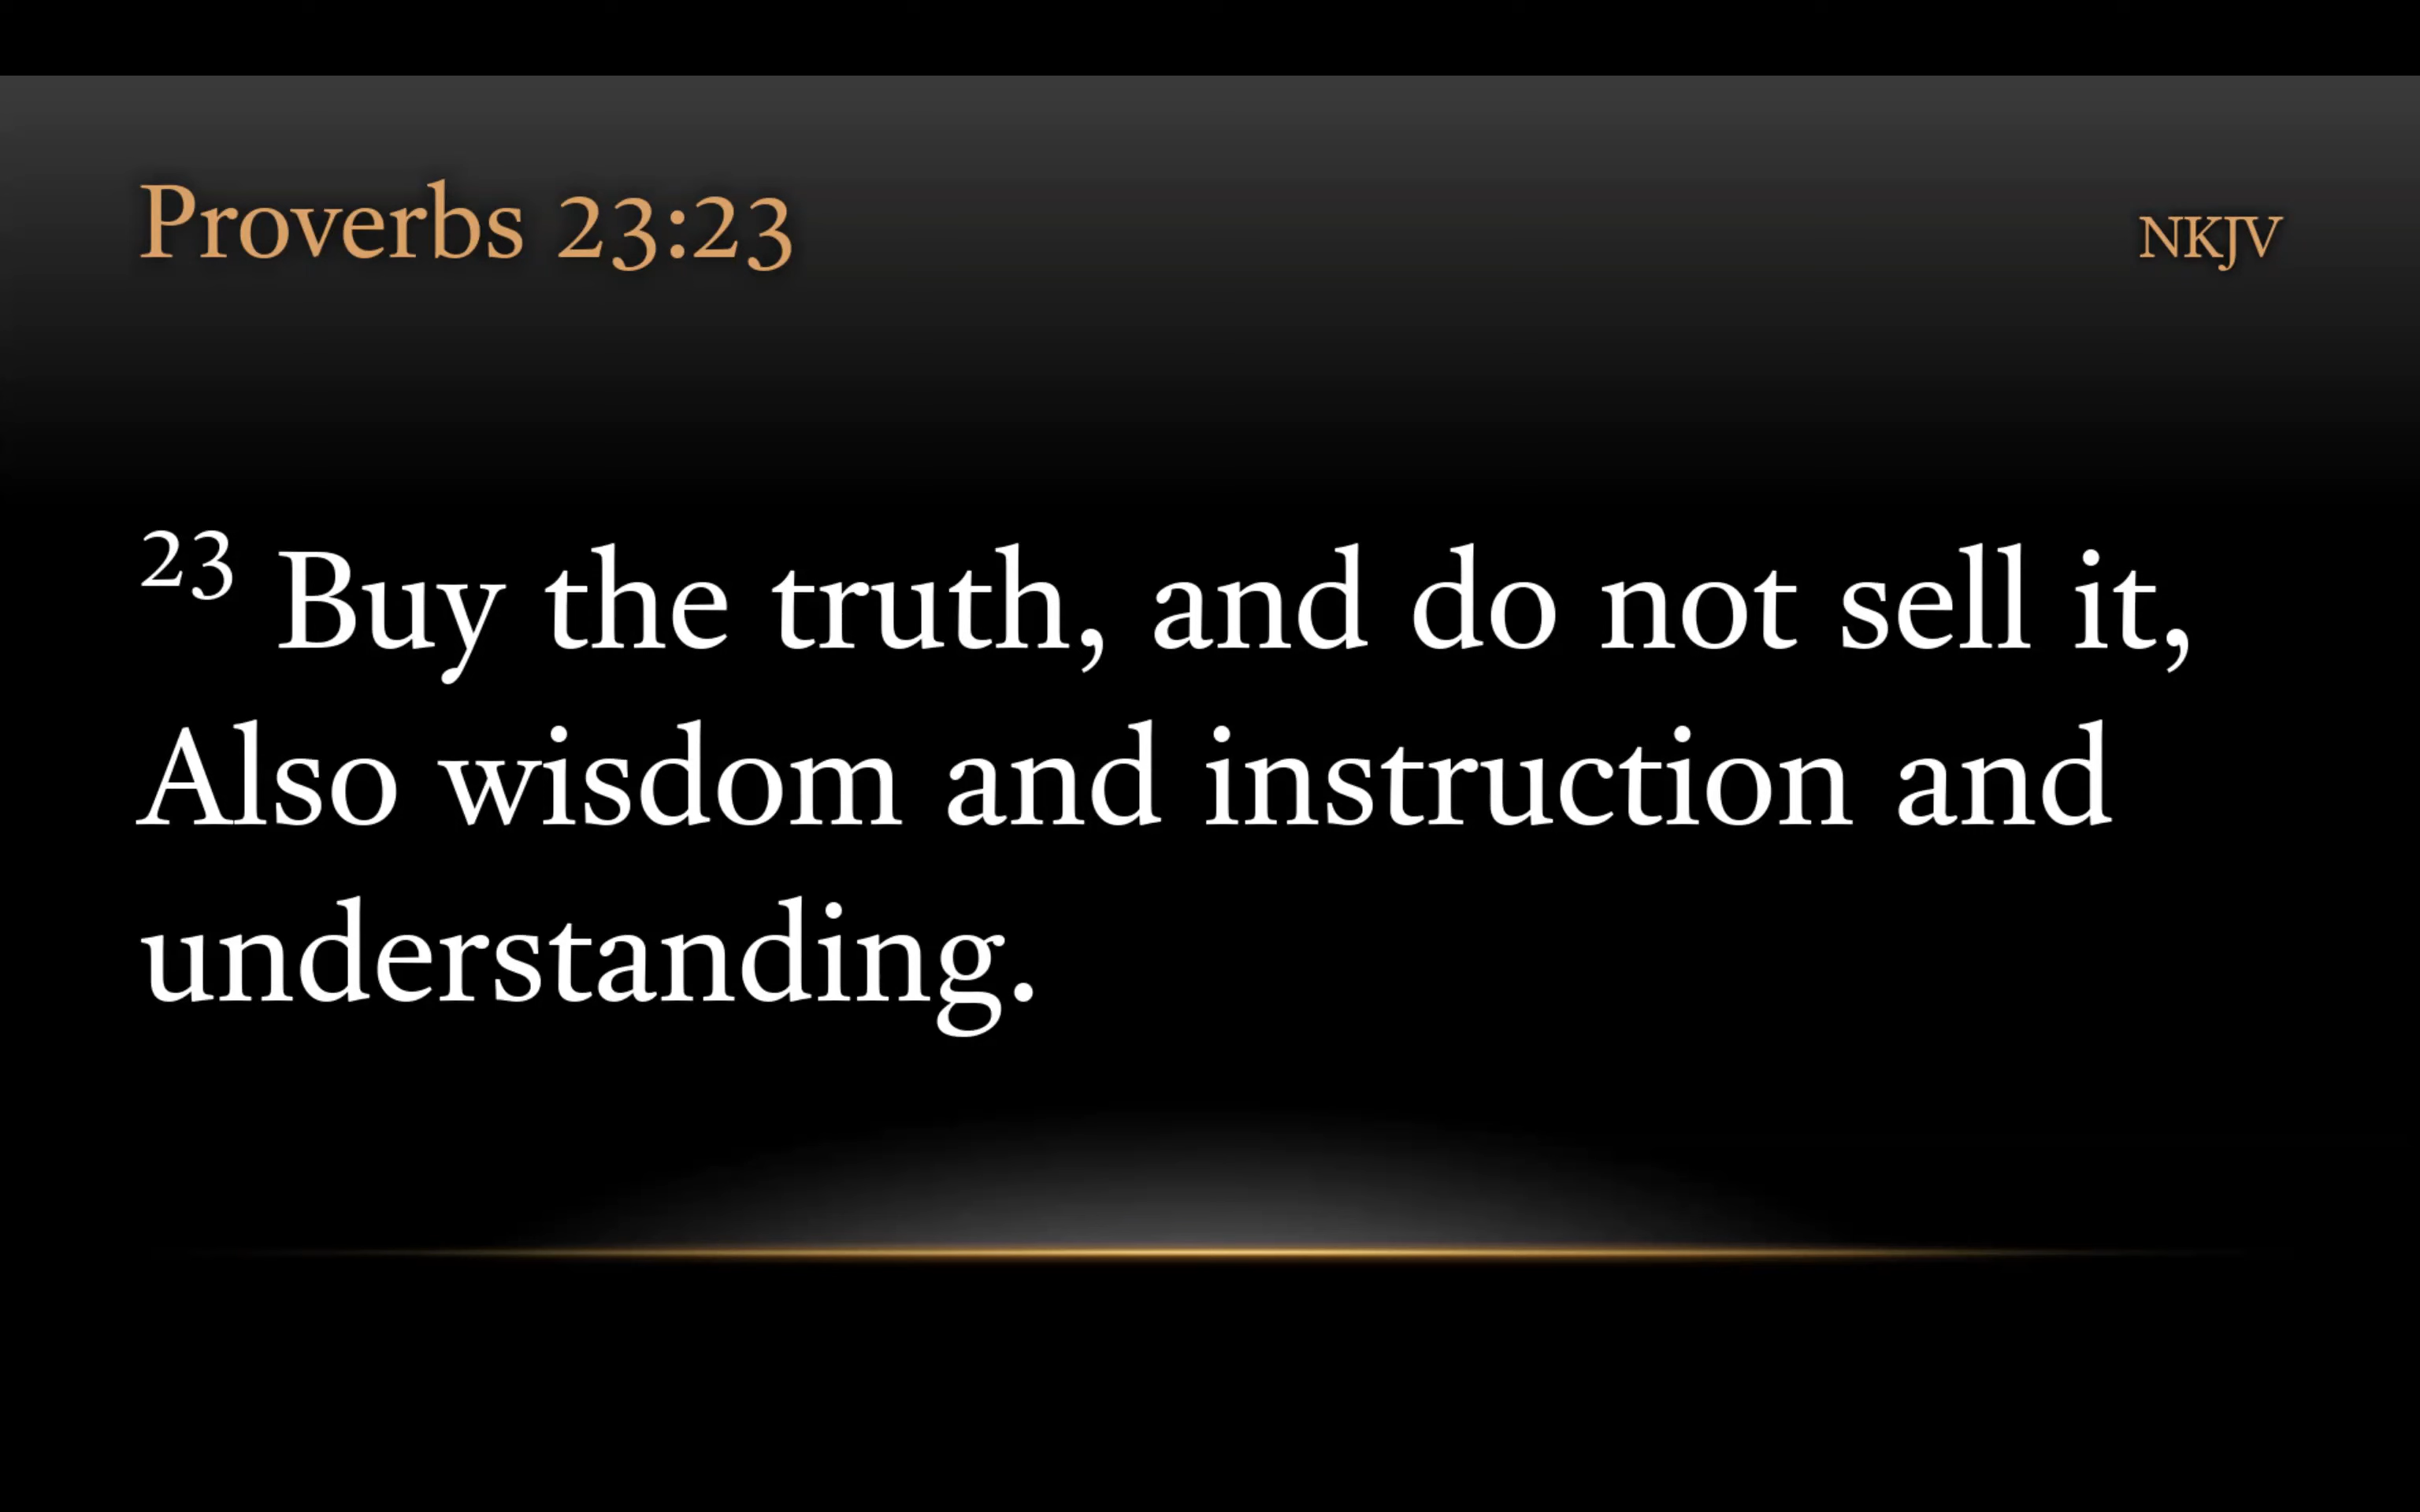 Proverbs 23:23
NKJV
23 Buy the truth, and do not sell it,
Also wisdom and instruction and
understanding.